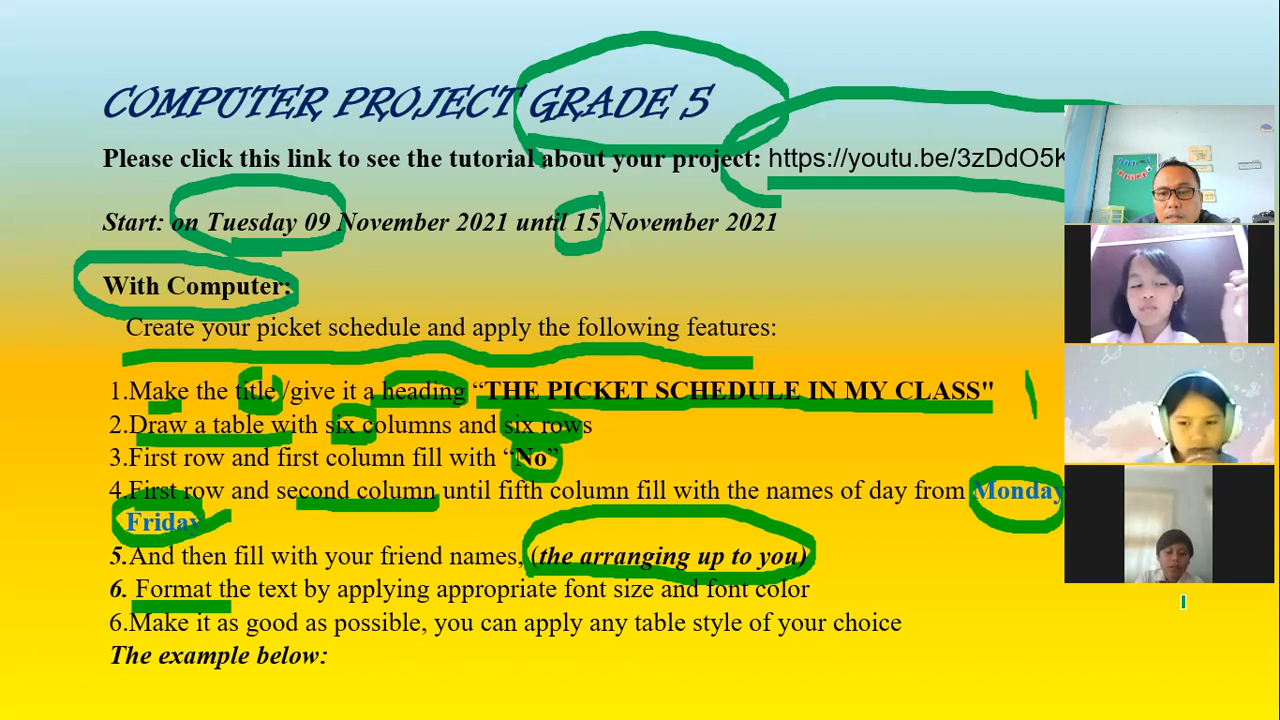 COMPUTER PROJECT GRADE 5
Please click this link to see the tutorial about your project: https://youtu.be/3zDdO5K
Start: on Tuesday 09 November 2021 until 15 November 2021
With Computer:
Create your picket schedule and apply the following features:
1.Make the title /give it a heading “THE PICKET SCHEDULE IN MY CLASS"
2.Draw a table with six columns and six rows
3.First row and first column fill with “No”
4.First row and second column until fifth column fill with the names of day from Monday
Friday
5.And then fill with your friend names, (the arranging up to you)
6. Format the text by applying appropriate font size and font color
6.Make it as good as possible, you can apply any table style of your choice
The example below: